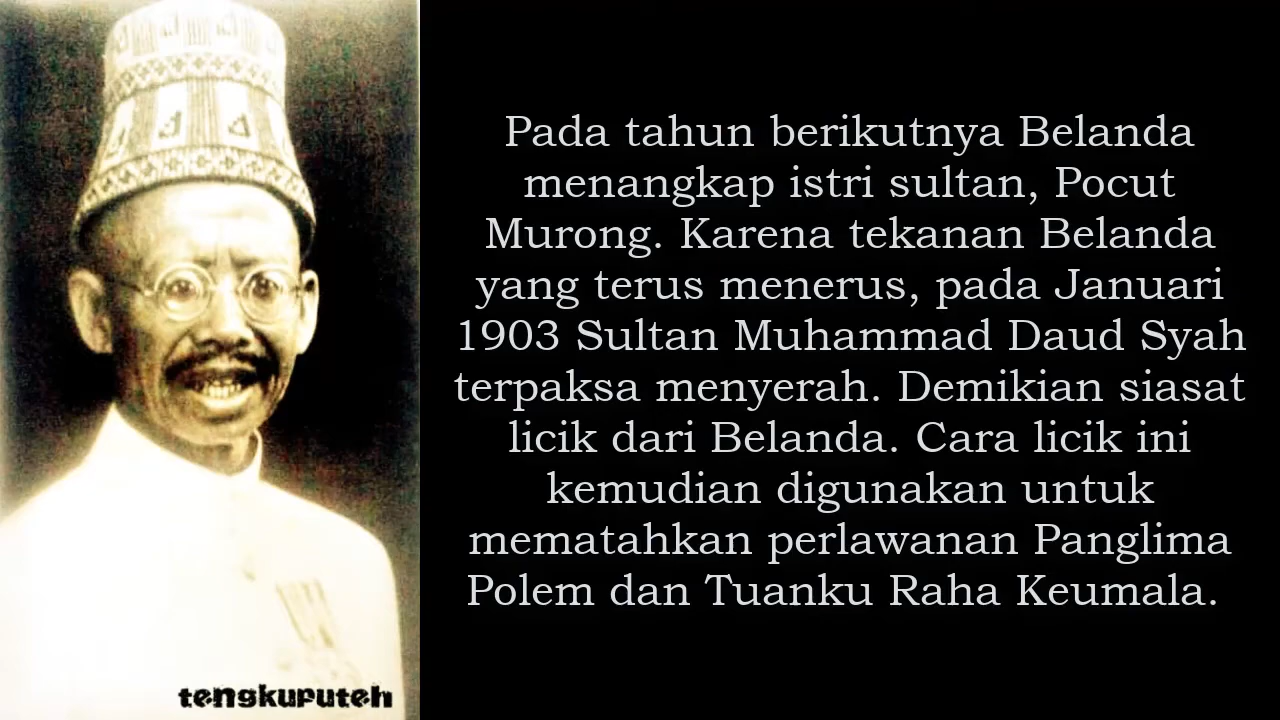 Pada tahun berikutnya Belanda
menangkap istri sultan, Pocut
Murong. Karena tekanan Belanda
yang terus menerus, pada Januari
1903 Sultan Muhammad Daud Syah
terpaksa menyerah. Demikian siasat
licik dari Belanda. Cara licik ini
kemudian digunakan untuk
mematahkan perlawanan Panglima
Polem dan Tuanku Raha Keumala.
tengkuputeh